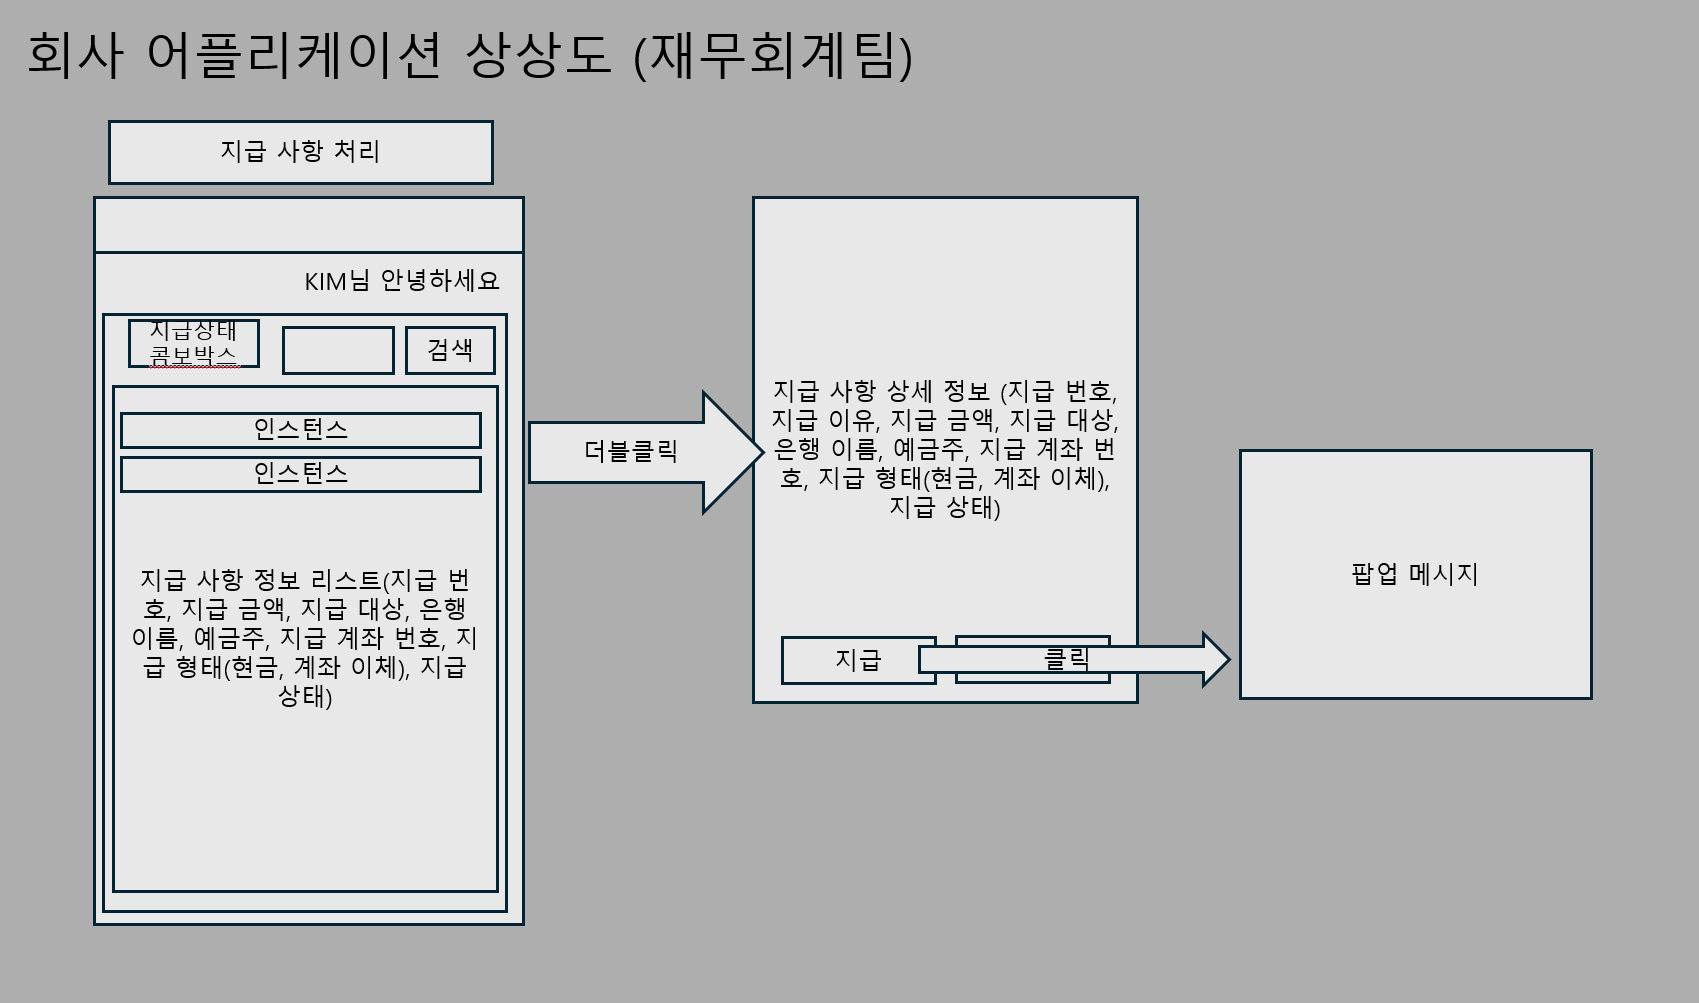 회사 어플리케이션 상상도 (재무회계팀)
지급 사항 처리
KIM님 안녕하세요
지급상태
콤보박스
검색
인스턴스
인스턴스
지급 사항 정보 리스트(지급 번
호, 지급 금액, 지급 대상, 은행
이름, 예금주, 지급 계좌 번호, 지
급 형태(현금, 계좌 이체), 지급
상태)
더블클릭
지급 사항 상세 정보 (지급 번호,
지급 이유, 지급 금액, 지급 대상,
은행 이름, 예금주, 지급 계좌 번
호, 지급 형태(현금, 계좌 이체),
지급 상태)
지급
클릭
팝업 메시지